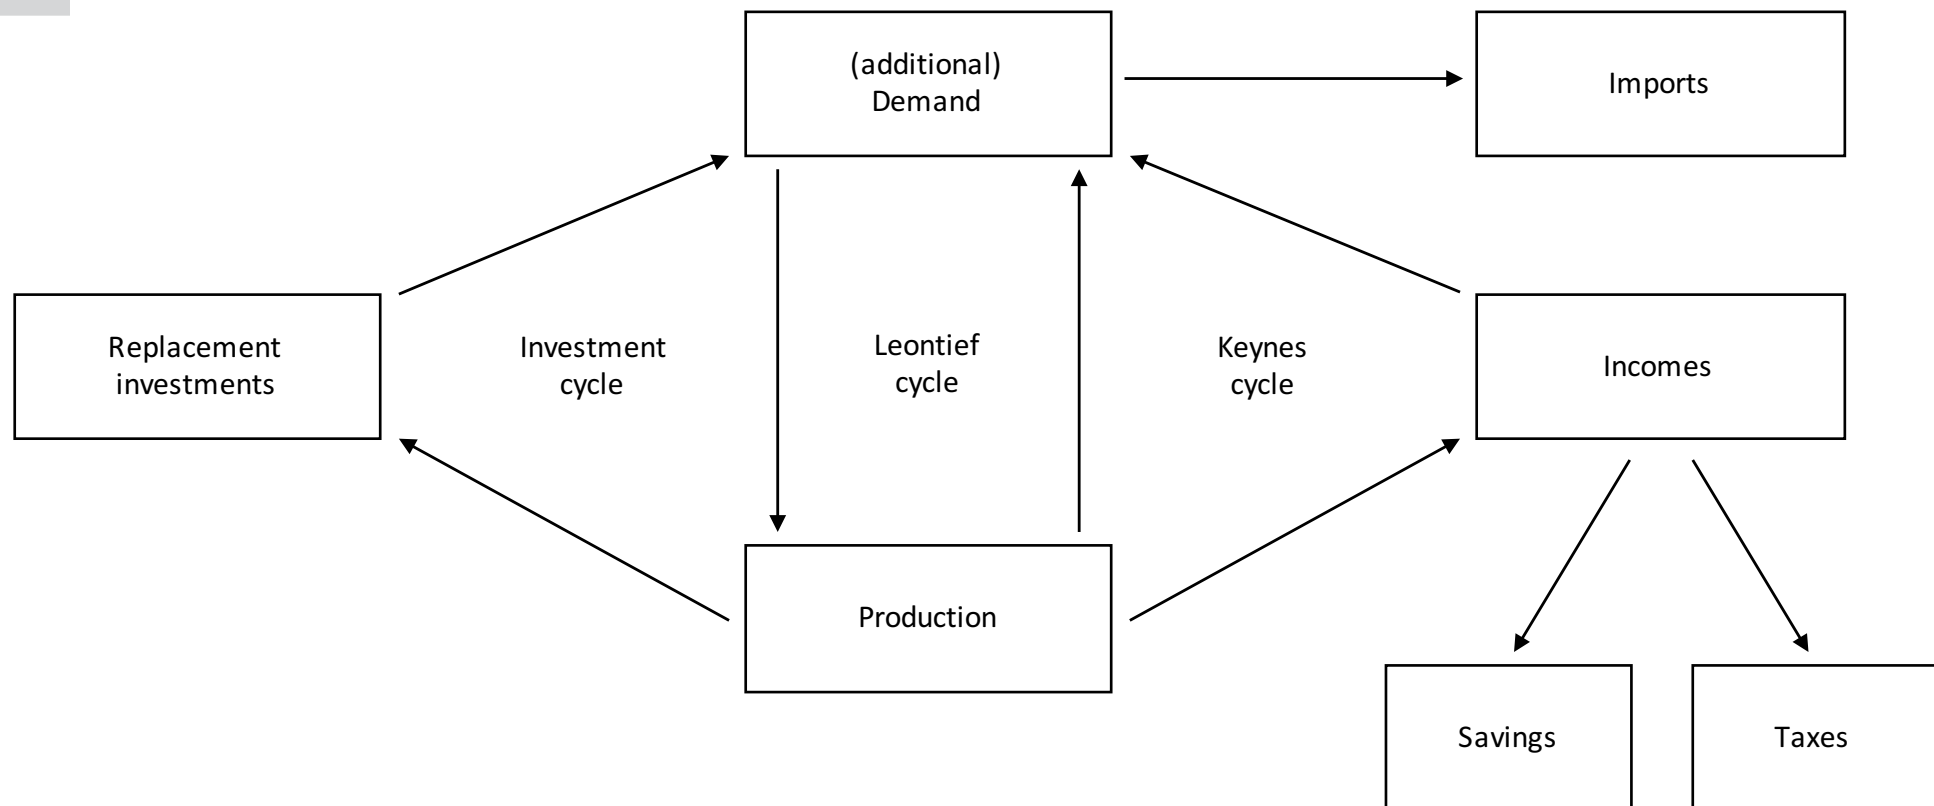 (additional)
Demand
Imports
Replacement
investments
Investment
cycle
Leontief
cycle
Keynes
cycle
Incomes
Production
Savings
Taxes